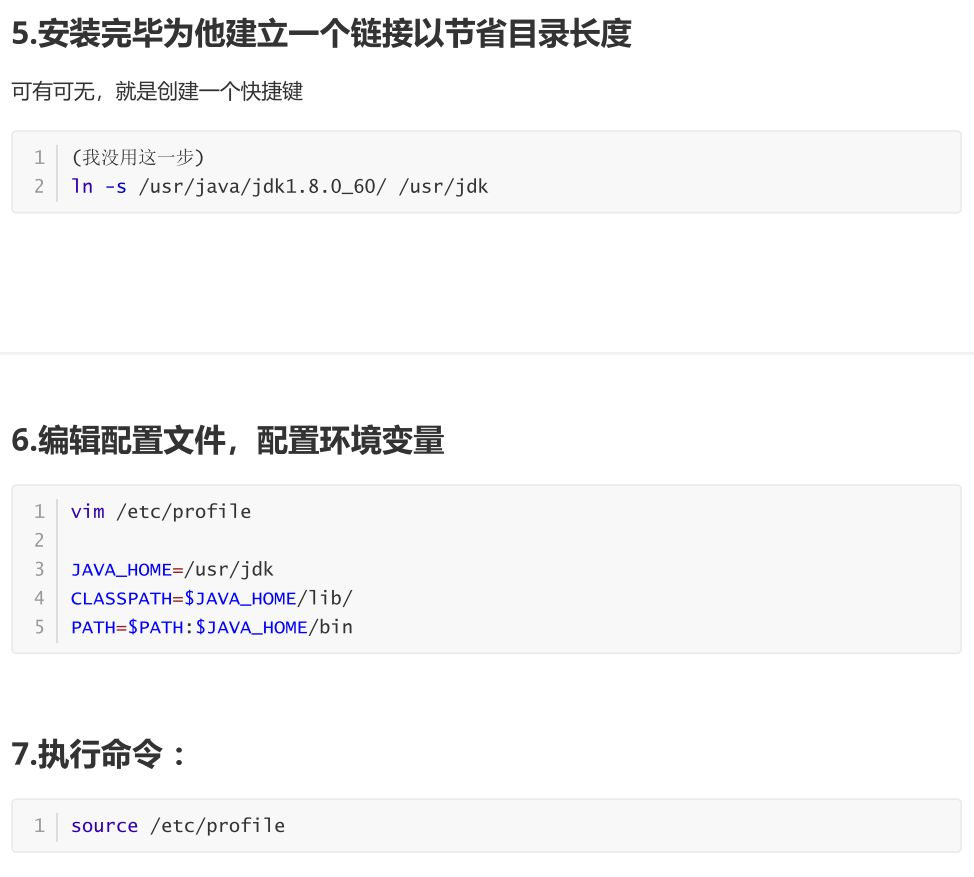 5.安装完毕为他建立一个链接以节省目录长度
可有可无，就是创建一个快捷键
1 (我没用这一步)
2 ln -s /usr/java/jdk1.8.0_60/ /usr/jdk
6.编辑配置文件，配置环境变量
1 vim /etc/profile
2
3 JAVA_HOME=/usr/jdk
4 CLASSPATH=$JAVA_HOME/lib/
5 PATH=$PATH:$JAVA_HOME/bin
7.执行命令：
1 source /etc/profile